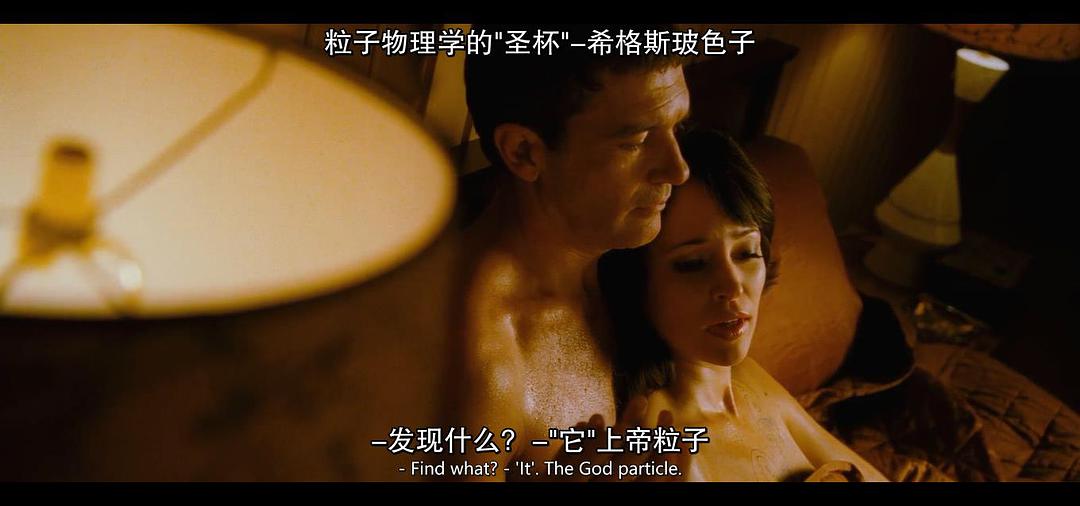 粒子物理学的"圣杯"–希格斯玻色子
–发现什么？ –"它"上帝粒子
- Find what? - 'It'. The God particle.